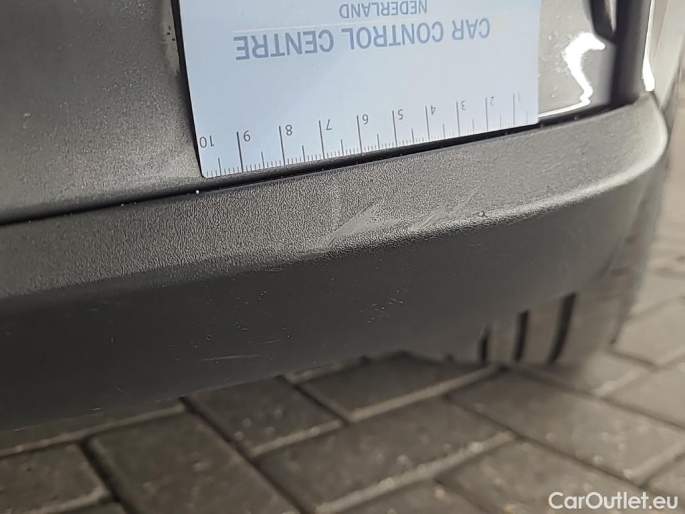 CAR CONTROL CENTRE
NEDERLAND
10 9 8 7 6 5 4 3 2 1
CarOutlet.eu